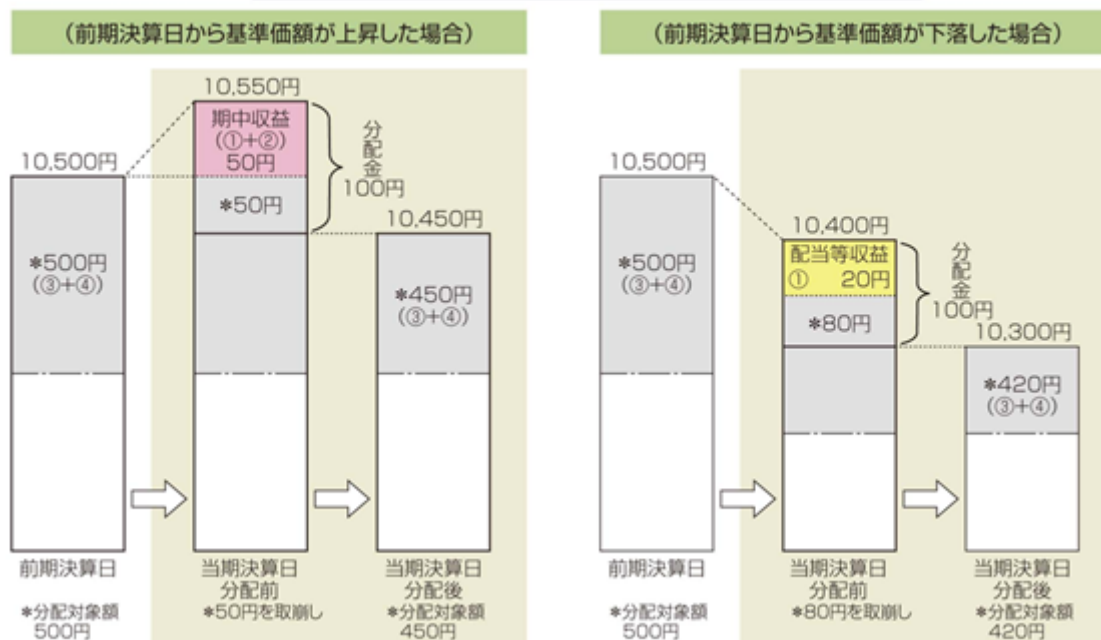 (前期決算日から基準価額が上昇した場合)
10,500円
*500円
(③+④)
前期決算日
*分配対象額
500円
10,550円
期中収益
(①+②)
50円
*50円
分配金
100円
当期決算日
分配前
*50円を取崩し
10,450円
*450円
(③+④)
当期決算日
分配後
*分配対象額
450円
(前期決算日から基準価額が下落した場合)
10,500円
*500円
(③+④)
前期決算日
*分配対象額
500円
10,400円
配当等収益
① 20円
*80円
分配金
100円
当期決算日
分配前
*80円を取崩し
10,300円
*420円
(③+④)
当期決算日
分配後
*分配対象額
420円